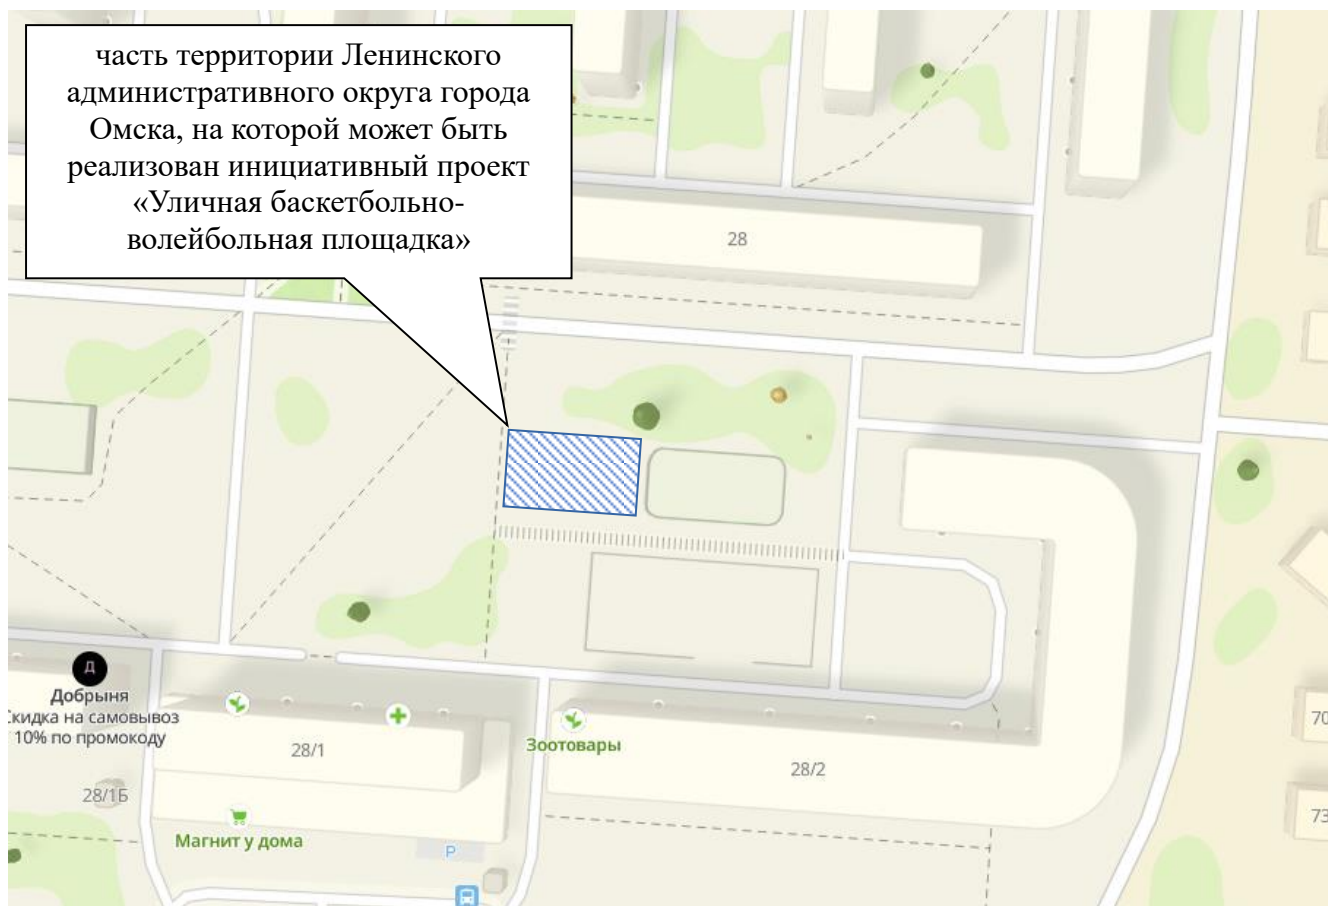 часть территории Ленинского
административного округа города
Омска, на которой может быть
реализован инициативный проект
«Уличная баскетбольно-
волейбольная площадка»
28
Д
Добрыня
Скидка на самовывоз
10% по промокоду
28/1
Зоотовары
28/2
70
28/1Б
Магнит у дома
P
73